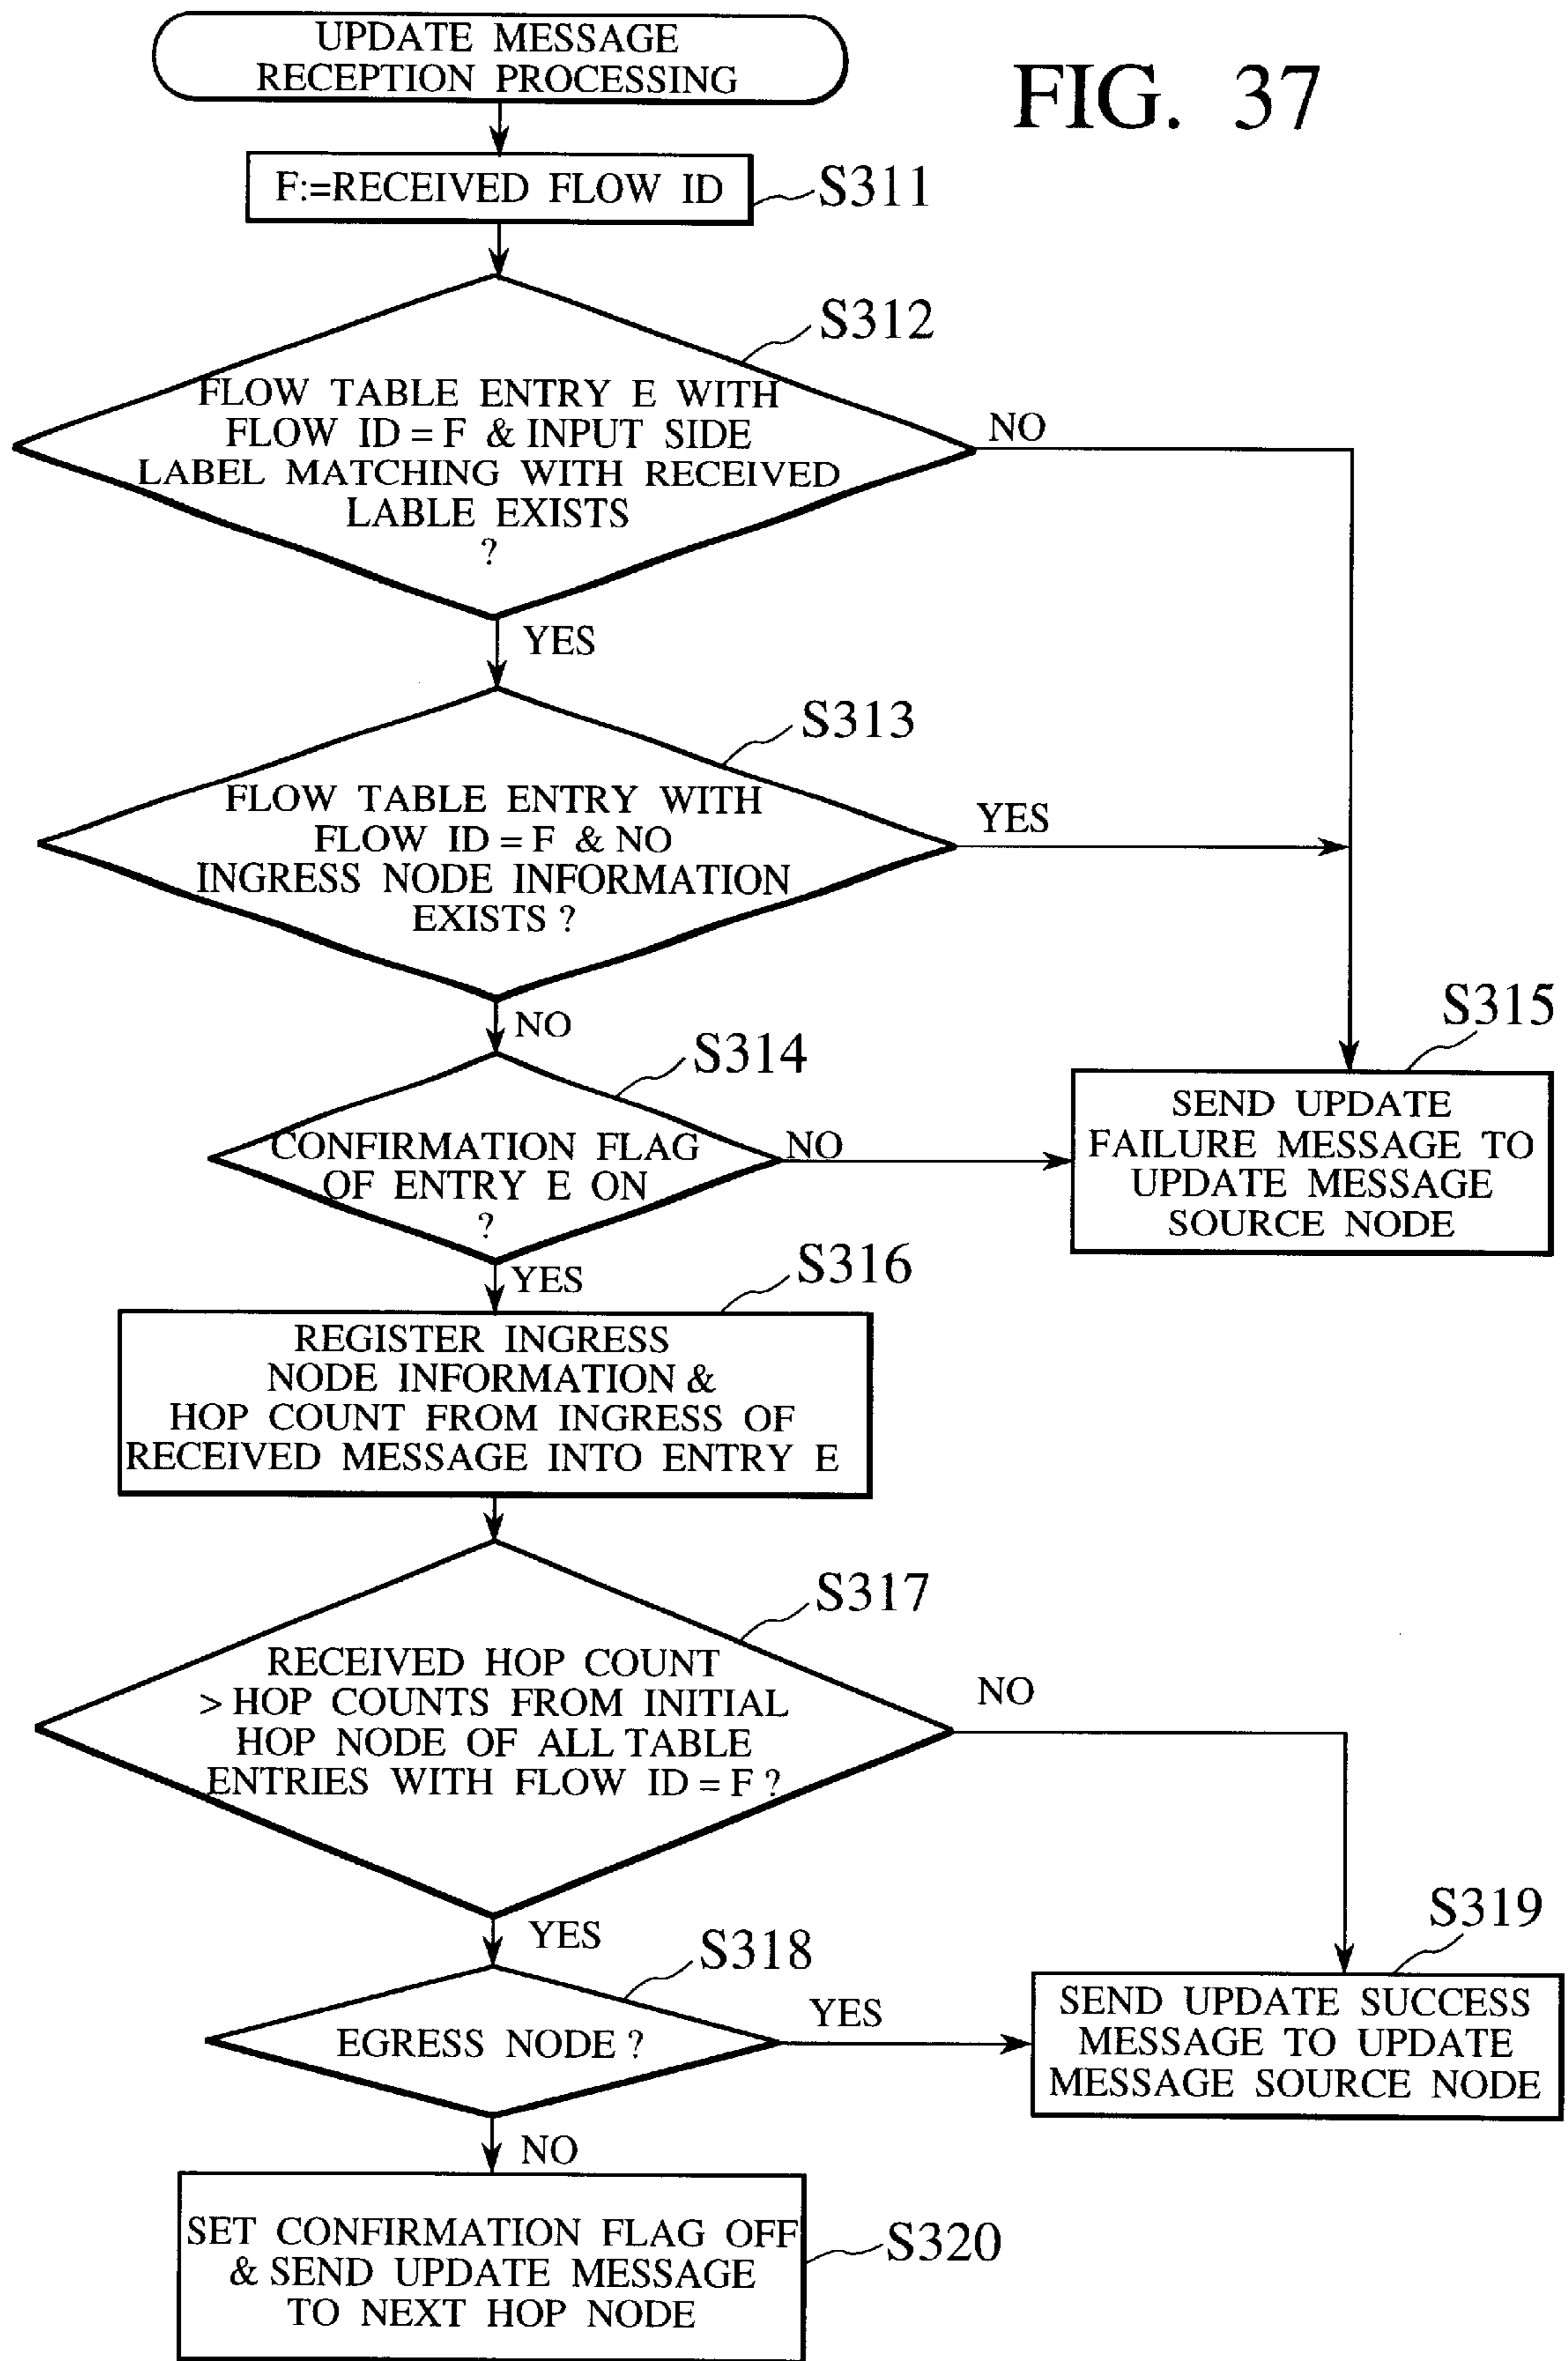 UPDATE MESSAGE
RECEPTION PROCESSING
FIG. 37
F:=RECEIVED FLOW ID
S311
S312
FLOW TABLE ENTRY E WITH
FLOW ID = F & INPUT SIDE
LABEL MATCHING WITH RECEIVED
LABLE EXISTS
?
NO
YES
S313
FLOW TABLE ENTRY WITH
FLOW ID = F & NO
INGRESS NODE INFORMATION
EXISTS ?
YES
NO
S314
CONFIRMATION FLAG
OF ENTRY E ON
?
NO
S315
SEND UPDATE
FAILURE MESSAGE TO
UPDATE MESSAGE
SOURCE NODE
YES
S316
REGISTER INGRESS
NODE INFORMATION &
HOP COUNT FROM INGRESS OF
RECEIVED MESSAGE INTO ENTRY E
S317
RECEIVED HOP COUNT
> HOP COUNTS FROM INITIAL
HOP NODE OF ALL TABLE
ENTRIES WITH FLOW ID = F ?
NO
YES
S318
EGRESS NODE ?
YES
S319
SEND UPDATE SUCCESS
MESSAGE TO UPDATE
MESSAGE SOURCE NODE
NO
SET CONFIRMATION FLAG OFF
& SEND UPDATE MESSAGE
TO NEXT HOP NODE
S320